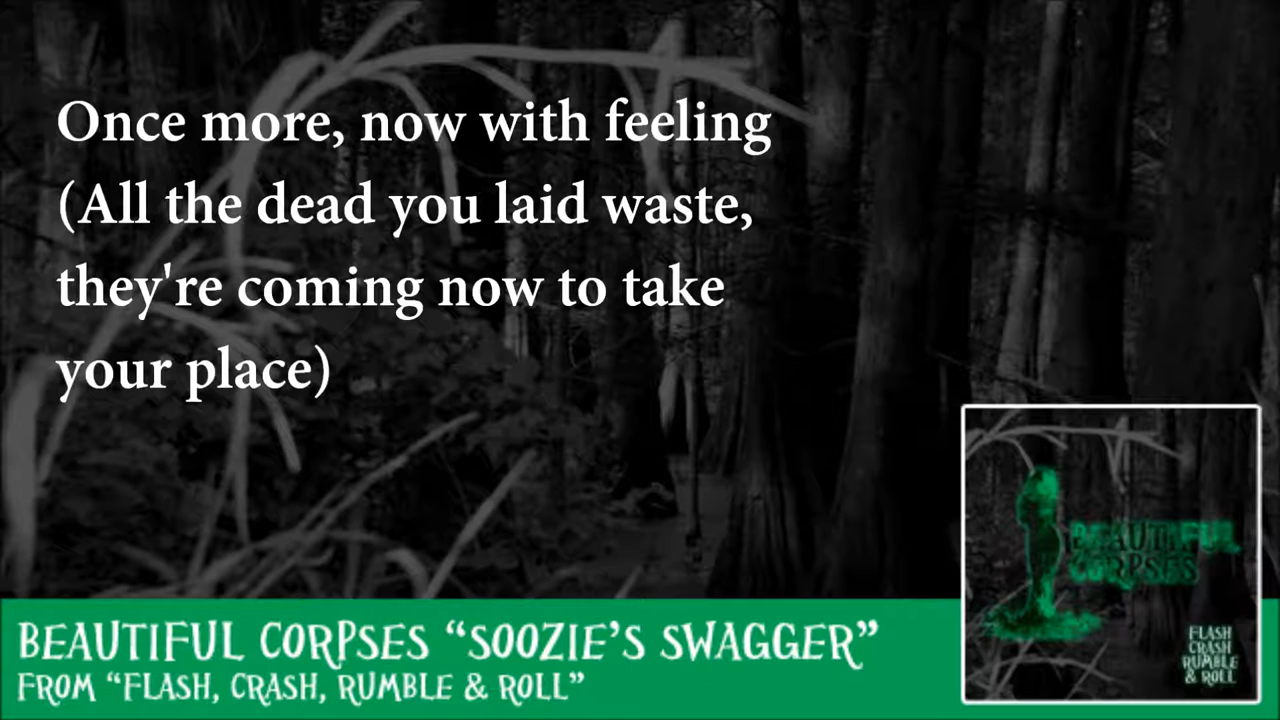 Once more, now with feeling
(All the dead you laid waste,
they're coming now to take
your place)
BEAUTIFUL CORPSES
FLASH
CRASH
RUMBLE
& ROLL
BEAUTIFUL CORPSES “SOOZIE’S SWAGGER”
FROM “FLASH, CRASH, RUMBLE & ROLL”